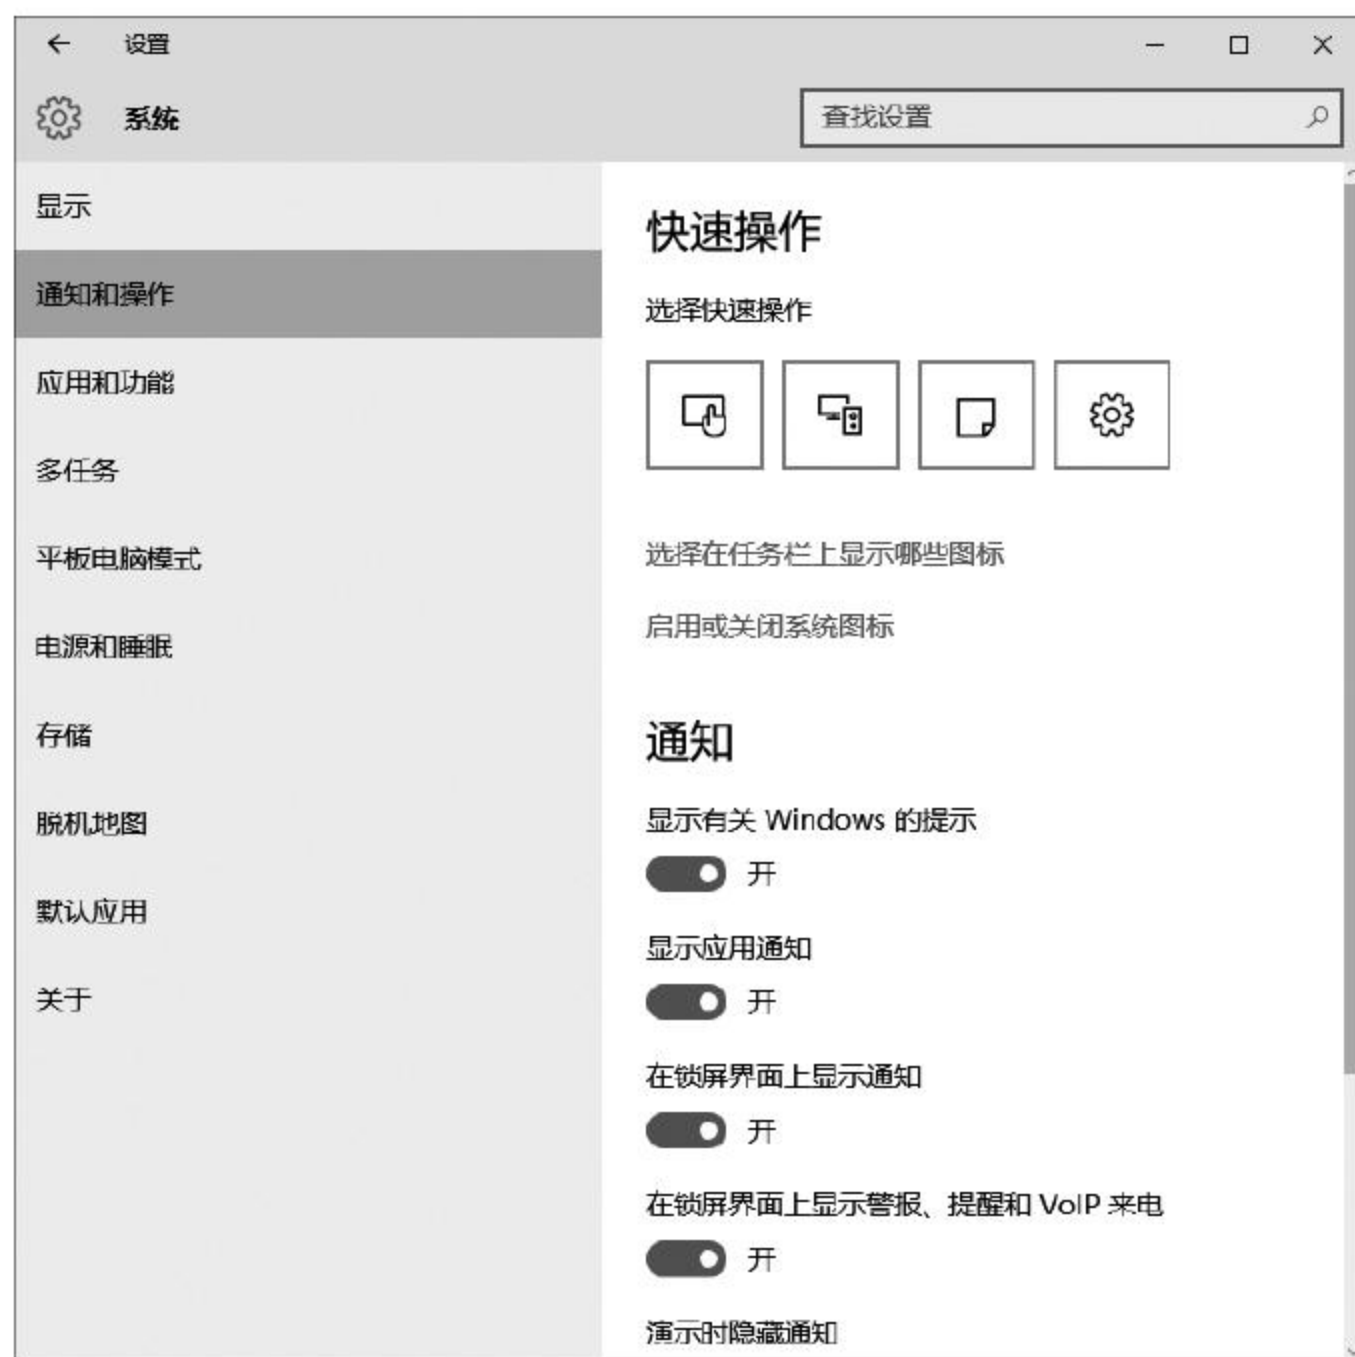 设置
系统
查找设置
显示
通知和操作
应用和功能
多任务
平板电脑模式
电源和睡眠
存储
脱机地图
默认应用
关于
快速操作
选择快速操作
选择在任务栏上显示哪些图标
启用或关闭系统图标
通知
显示有关 Windows 的提示
开
显示应用通知
开
在锁屏界面上显示通知
开
在锁屏界面上显示警报、提醒和 VoIP 来电
开
演示时隐藏通知